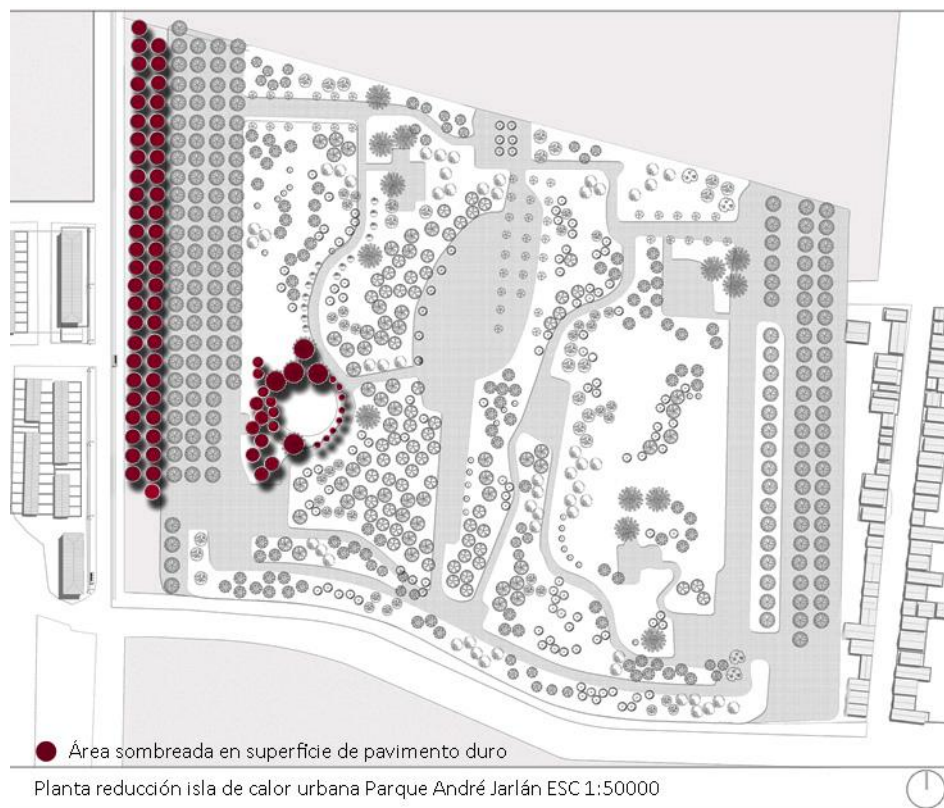 Área sombreada en superficie de pavimento duro
Planta reducción isla de calor urbana Parque André Jarlán ESC 1:50000